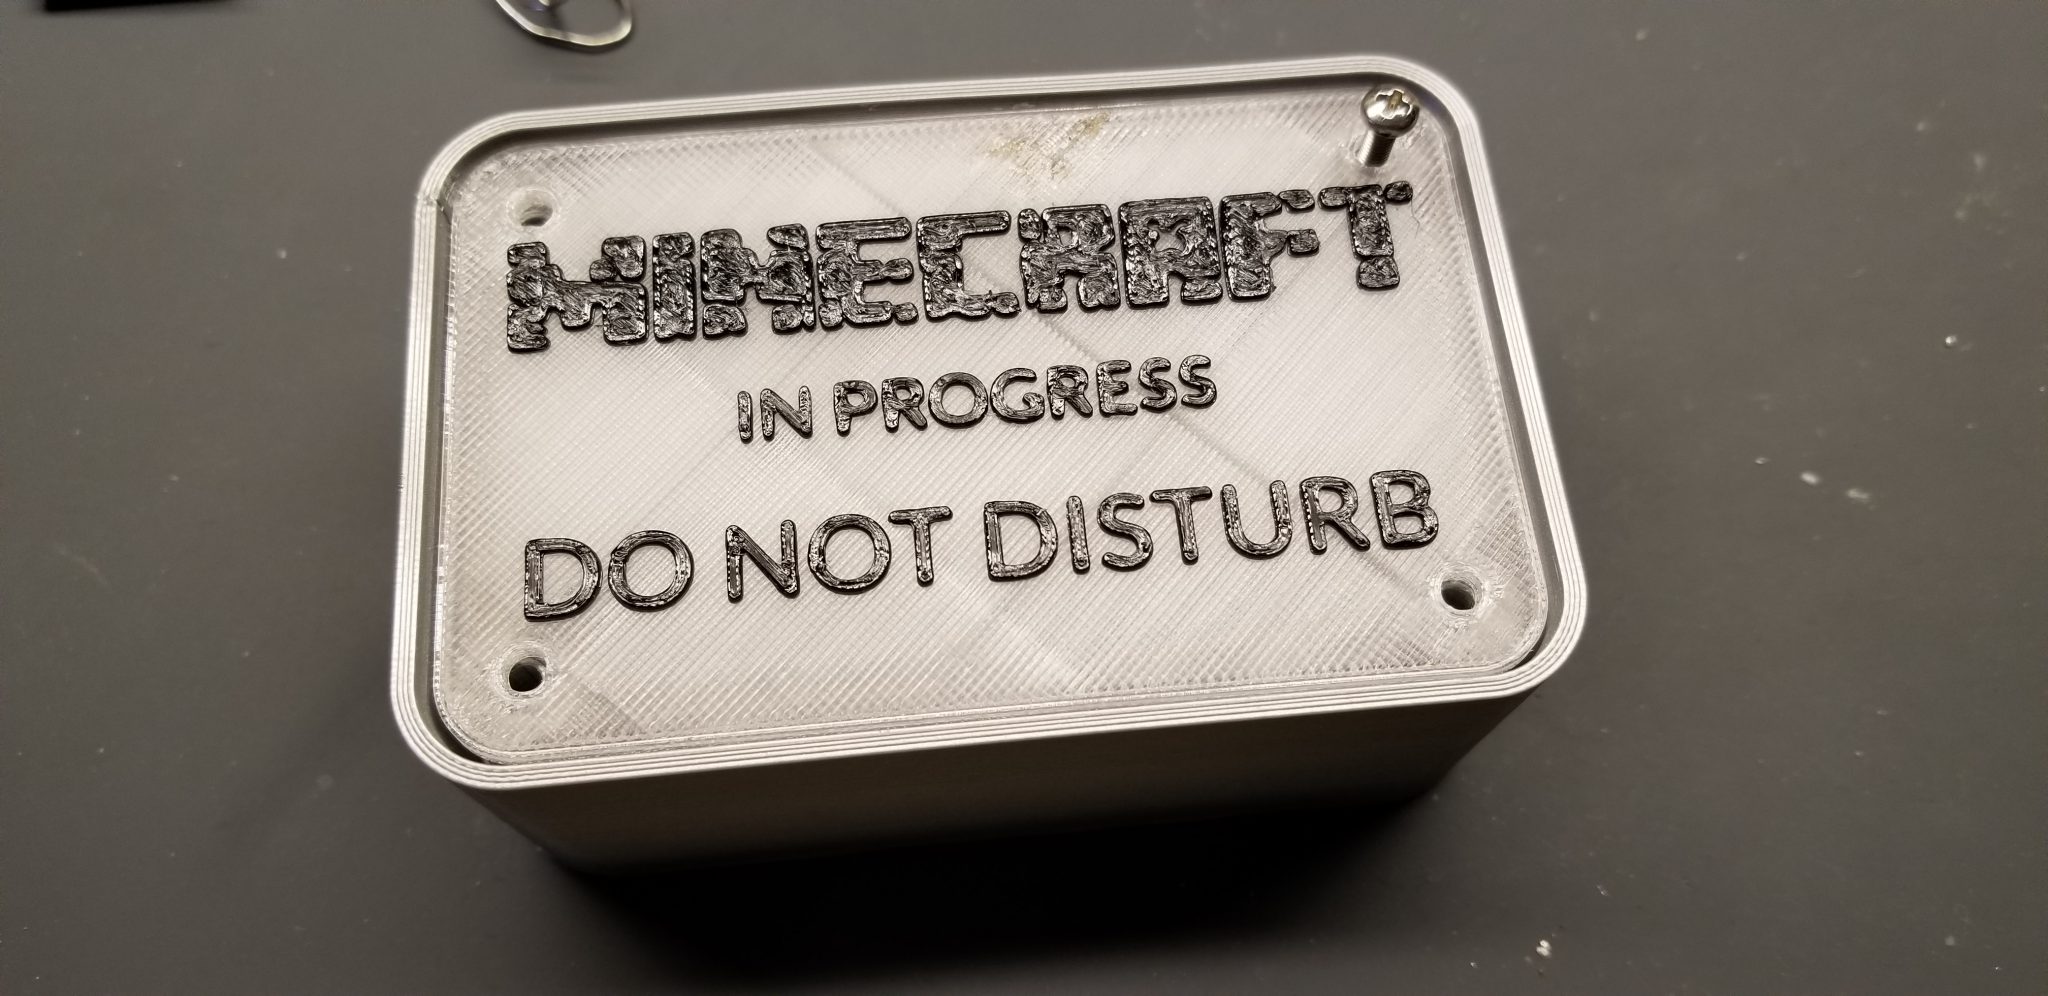 MINECRAFT
IN PROGRESS
DO NOT DISTURB